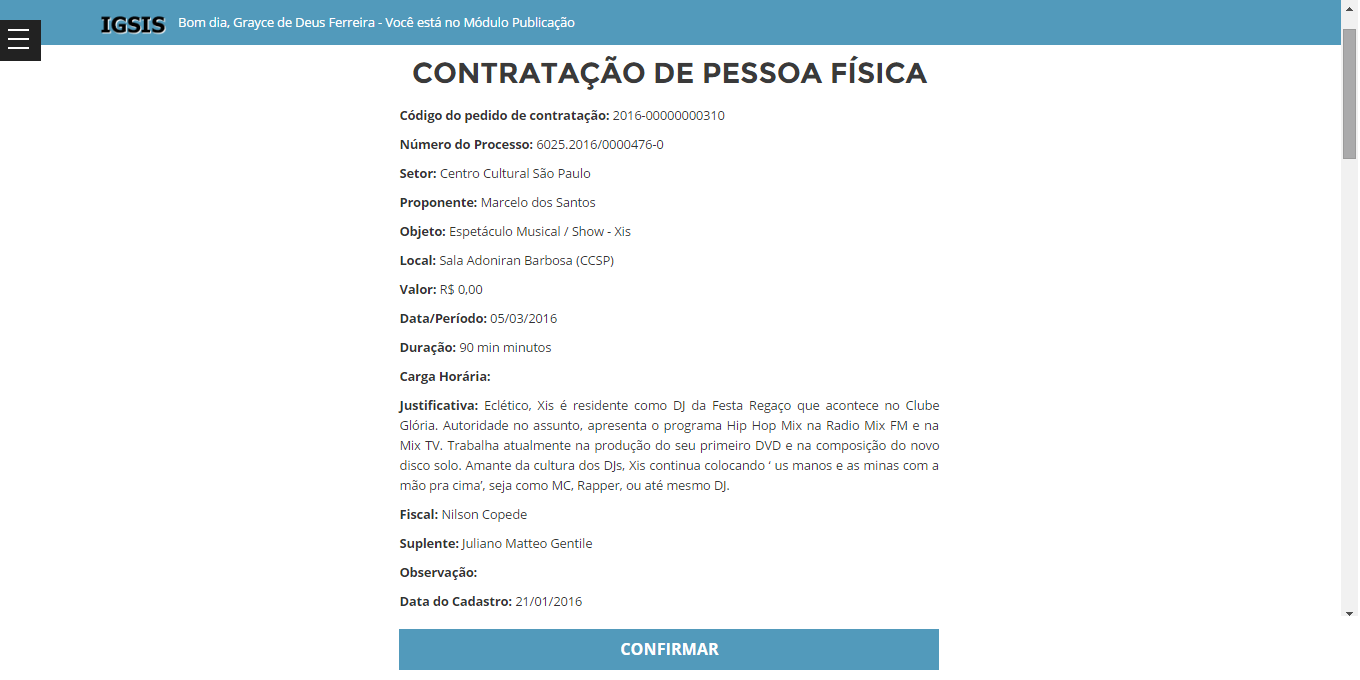 IGSIS Bom dia, Grayce de Deus Ferreira - Você está no Módulo Publicação
CONTRATAÇÃO DE PESSOA FÍSICA
Código do pedido de contratação: 2016-00000000310
Número do Processo: 6025.2016/0000476-0
Setor: Centro Cultural São Paulo
Proponente: Marcelo dos Santos
Objeto: Espetáculo Musical / Show - Xis
Local: Sala Adoniran Barbosa (CCSP)
Valor: R$ 0,00
Data/Período: 05/03/2016
Duração: 90 min minutos
Carga Horária:
Justificativa: Eclético, Xis é residente como DJ da Festa Regaço que acontece no Clube
Glória. Autoridade no assunto, apresenta o programa Hip Hop Mix na Radio Mix FM e na
Mix TV. Trabalha atualmente na produção do seu primeiro DVD e na composição do novo
disco solo. Amante da cultura dos DJs, Xis continua colocando ‘ us manos e as minas com a
mão pra cima’, seja como MC, Rapper, ou até mesmo DJ.
Fiscal: Nilson Copede
Suplente: Juliano Matteo Gentile
Observação:
Data do Cadastro: 21/01/2016
CONFIRMAR